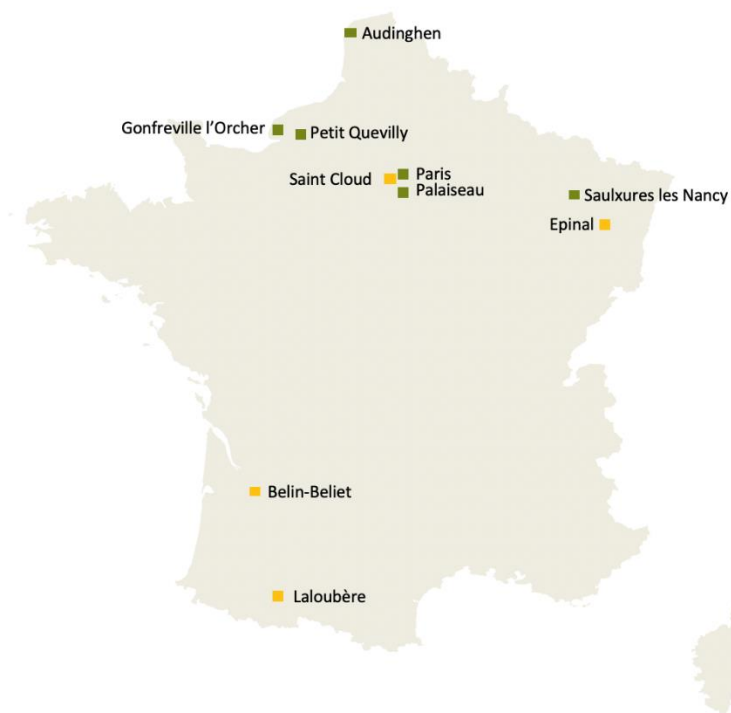 Audinghen
Gonfreville l'Orcher
Petit Quevilly
Saint Cloud
Paris
Palaiseau
Saulxures les Nancy
Epinal
Belin-Beliet
Laloubère